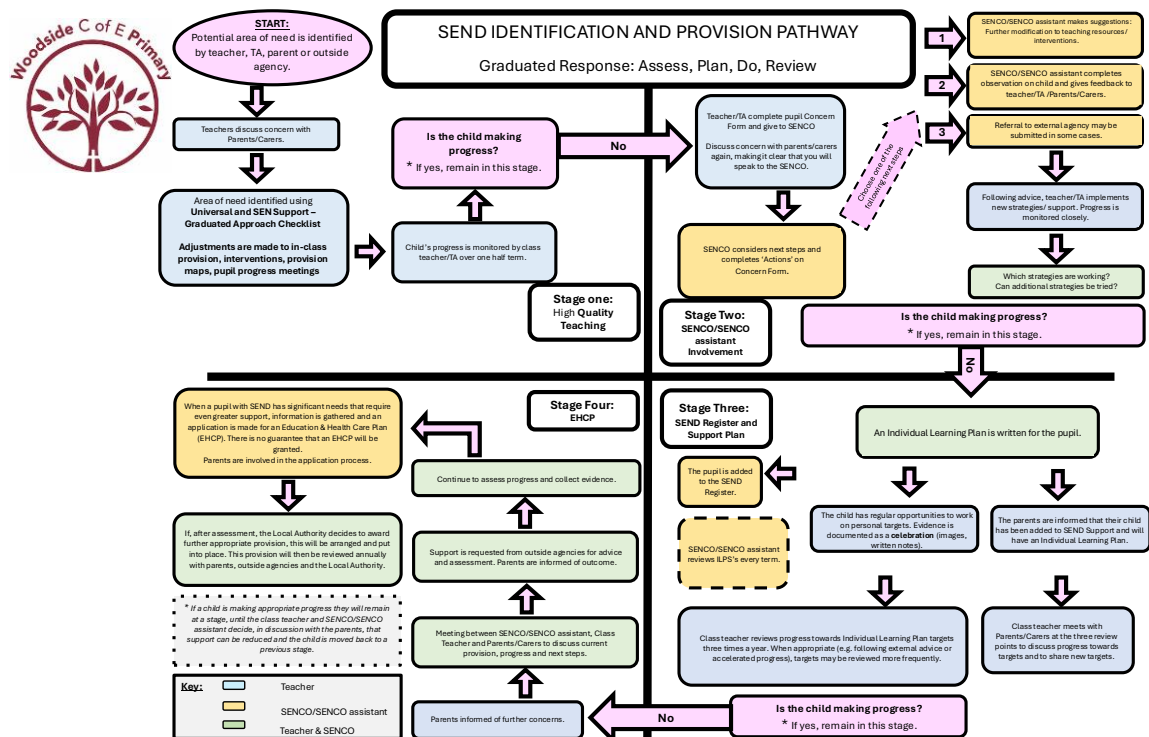 Woodside C of E Primary
START:
Potential area of need is identified
by teacher, TA, parent or outside
agency.
Teachers discuss concern with
Parents/Carers.
Area of need identified using
Universal and SEN Support –
Graduated Approach Checklist
Adjustments are made to in-class
provision, interventions, provision
maps, pupil progress meetings
Child's progress is monitored by class
teacher/TA over one half term.
Is the child making
progress?
* If yes, remain in this stage.
No
Stage one:
High Quality
Teaching
SEND IDENTIFICATION AND PROVISION PATHWAY
Graduated Response: Assess, Plan, Do, Review
Teacher/TA complete pupil Concern
Form and give to SENCO
Discuss concern with parents/carers
again, making it clear that you will
speak to the SENCO.
SENCO considers next steps and
completes 'Actions' on
Concern Form.
Stage Two:
SENCO/SENCO
assistant
Involvement
Choose one of the
following next steps
1
SENCO/SENCO assistant makes suggestions:
Further modification to teaching resources/
interventions.
2
SENCO/SENCO assistant completes
observation on child and gives feedback to
teacher/TA /Parents/Carers.
3
Referral to external agency may be
submitted in some cases.
Following advice, teacher/TA implements
new strategies/ support. Progress is
monitored closely.
Which strategies are working?
Can additional strategies be tried?
Is the child making progress?
* If yes, remain in this stage.
No
Stage Three:
SEND Register and
Support Plan
An Individual Learning Plan is written for the pupil.
The pupil is added
to the SEND
Register.
SENCO/SENCO assistant
reviews ILPS's every term.
The child has regular opportunities to work
on personal targets. Evidence is
documented as a celebration (images,
written notes).
The parents are informed that their child
has been added to SEND Support and will
have an Individual Learning Plan.
Class teacher reviews progress towards Individual Learning Plan targets
three times a year. When appropriate (e.g. following external advice or
accelerated progress), targets may be reviewed more frequently.
Class teacher meets with
Parents/Carers at the three review
points to discuss progress towards
targets and to share new targets.
Is the child making progress?
* If yes, remain in this stage.
No
Stage Four:
EHCP
Parents informed of further concerns.
Meeting between SENCO/SENCO assistant, Class
Teacher and Parents/Carers to discuss current
provision, progress and next steps.
Support is requested from outside agencies for advice
and assessment. Parents are informed of outcome.
Continue to assess progress and collect evidence.
When a pupil with SEND has significant needs that require
even greater support, information is gathered and an
application is made for an Education & Health Care Plan
(EHCP). There is no guarantee that an EHCP will be
granted.
Parents are involved in the application process.
If, after assessment, the Local Authority decides to award
further appropriate provision, this will be arranged and put
into place. This provision will then be reviewed annually
with parents, outside agencies and the Local Authority.
* If a child is making appropriate progress they will remain
at a stage, until the class teacher and SENCO/SENCO
assistant decide, in discussion with the parents, that
support can be reduced and the child is moved back to a
previous stage.
Key:
Teacher
SENCO/SENCO assistant
Teacher & SENCO